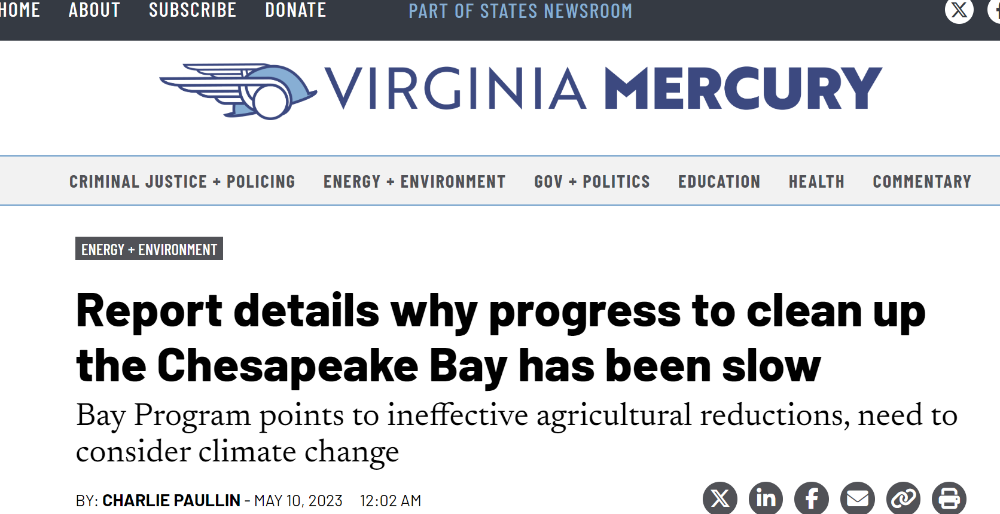 HOME ABOUT SUBSCRIBE DONATE PART OF STATES NEWSROOM X
VIRGINIA MERCURY
CRIMINAL JUSTICE + POLICING ENERGY + ENVIRONMENT GOV + POLITICS EDUCATION HEALTH COMMENTARY
ENERGY + ENVIRONMENT
Report details why progress to clean up
the Chesapeake Bay has been slow
Bay Program points to ineffective agricultural reductions, need to
consider climate change
BY: CHARLIE PAULLIN - MAY 10, 2023 12:02 AM X in f